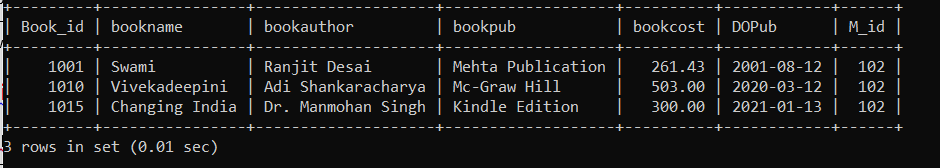 +---------+----------------+--------------------+-------------------+----------+------------+------+
| Book_id | bookname       | bookauthor         | bookpub           | bookcost | DOPub      | M_id |
+---------+----------------+--------------------+-------------------+----------+------------+------+
|    1001 | Swami          | Ranjit Desai       | Mehta Publication |   261.43 | 2001-08-12 |  102 |
|    1010 | Vivekadeepini  | Adi Shankaracharya | Mc-Graw Hill      |   503.00 | 2020-03-12 |  102 |
|    1015 | Changing India | Dr. Manmohan Singh | Kindle Edition    |   300.00 | 2021-01-13 |  102 |
+---------+----------------+--------------------+-------------------+----------+------------+------+
3 rows in set (0.01 sec)